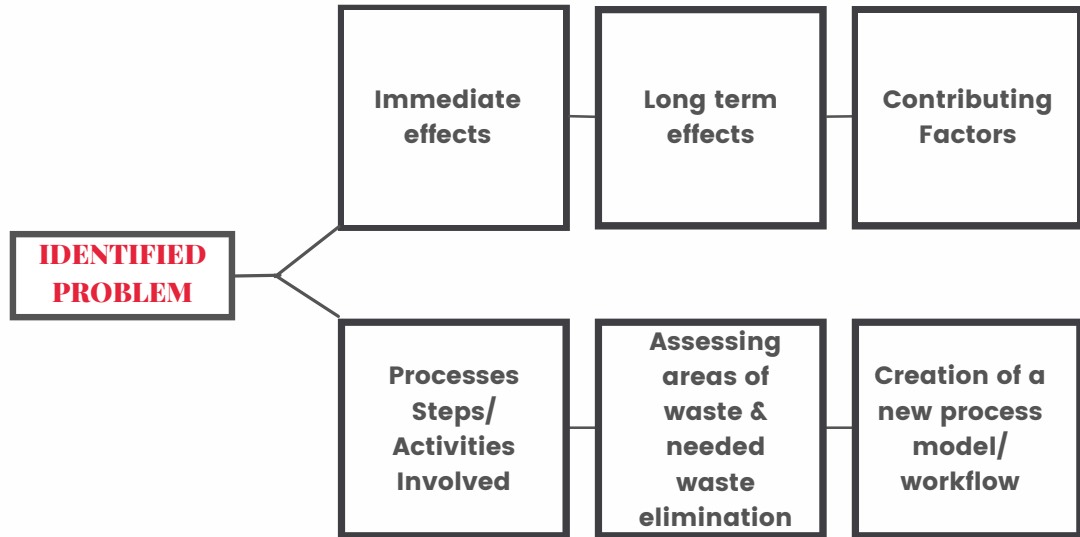 Immediate
effects
Long term
effects
Contributing
Factors
IDENTIFIED
PROBLEM
Processes
Steps/
Activities
Involved
Assessing
areas of
waste &
needed
waste
elimination
Creation of a
new process
model/
workflow